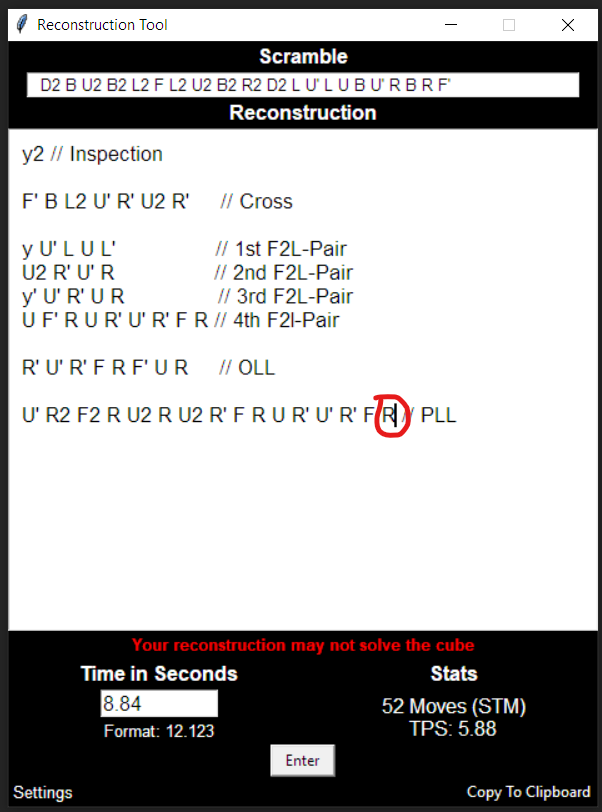 Reconstruction Tool
Scramble
D2 B U2 B2 L2 F L2 U2 B2 R2 D2 L U' L U B U' R B R F'
Reconstruction
y2 // Inspection
F' B L2 U' R' U2 R' // Cross
y U' L U L' // 1st F2L-Pair
U2 R' U' R // 2nd F2L-Pair
y' U' R' U R // 3rd F2L-Pair
U F' R U R' U' R' F R // 4th F2l-Pair
R' U' R' F R F' U R // OLL
U' R2 F2 R U2 R U2 R' F R U R' U' R' F R // PLL
Your reconstruction may not solve the cube
Time in Seconds
Stats
8.84
52 Moves (STM)
Format: 12.123
TPS: 5.88
Enter
Settings
Copy To Clipboard